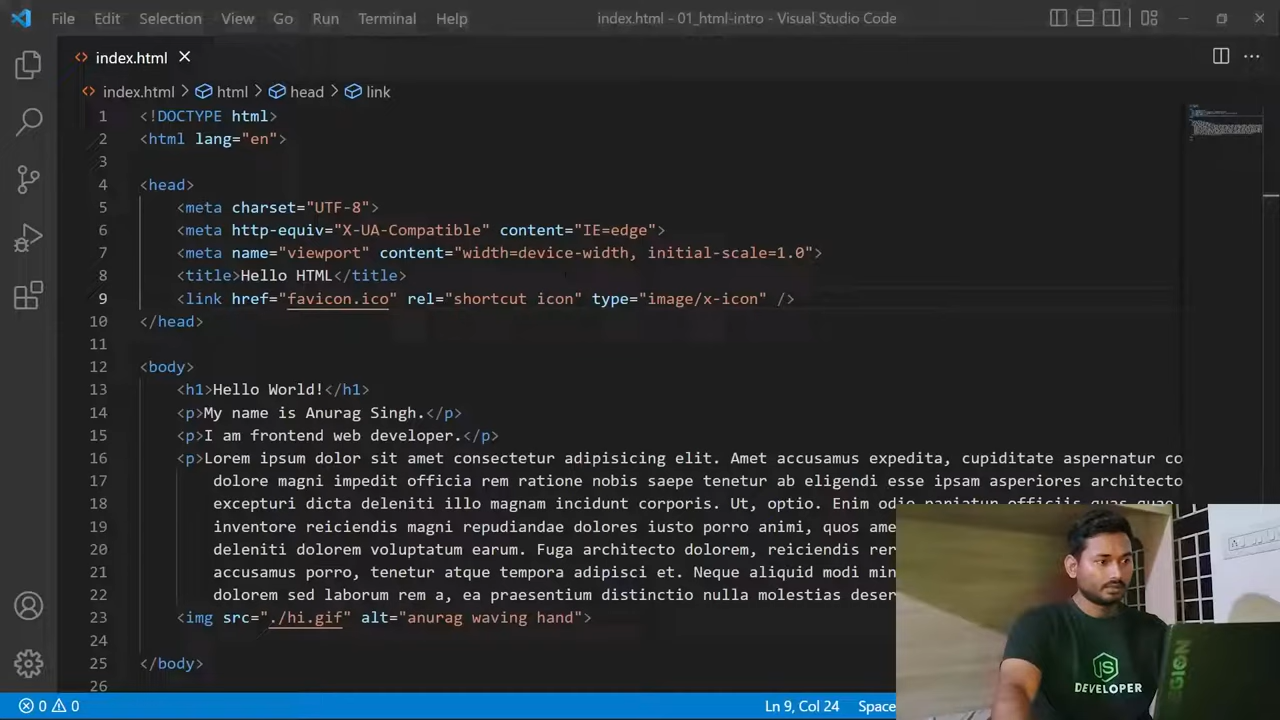 File Edit Selection View Go Run Terminal Help
index.html - 01_html-intro - Visual Studio Code
index.html
index.html > html > head > link
1 <!DOCTYPE html>
2 <html lang="en">
3
4 <head>
5 <meta charset="UTF-8">
6 <meta http-equiv="X-UA-Compatible" content="IE=edge">
7 <meta name="viewport" content="width=device-width, initial-scale=1.0">
8 <title>Hello HTML</title>
9 <link href="favicon.ico" rel="shortcut icon" type="image/x-icon" />
10 </head>
11
12 <body>
13 <h1>Hello World!</h1>
14 <p>My name is Anurag Singh.</p>
15 <p>I am frontend web developer.</p>
16 <p>Lorem ipsum dolor sit amet consectetur adipisicing elit. Amet accusamus expedita, cupiditate aspernatur co
17 dolore magni impedit officia rem ratione nobis saepe tenetur ab eligendi esse ipsam asperiores architecto
18 excepturi dicta deleniti illo magnam incidunt corporis. Ut, optio. Enim odio pariatur officiis quas quae
19 inventore reiciendis magni repudiandae dolores iusto porro animi, quos ame
20 deleniti dolorem voluptatum earum. Fuga architecto dolorem, reiciendis rer
21 accusamus porro, tenetur atque tempora adipisci et. Neque aliquid modi min
22 dolorem sed laborum rem a, ea praesentium distinctio nulla molestias deser
23 <img src="./hi.gif" alt="anurag waving hand">
24
25 </body>
26
0 0
Ln 9, Col 24
Space
JS
DEVELOPER
LEGION